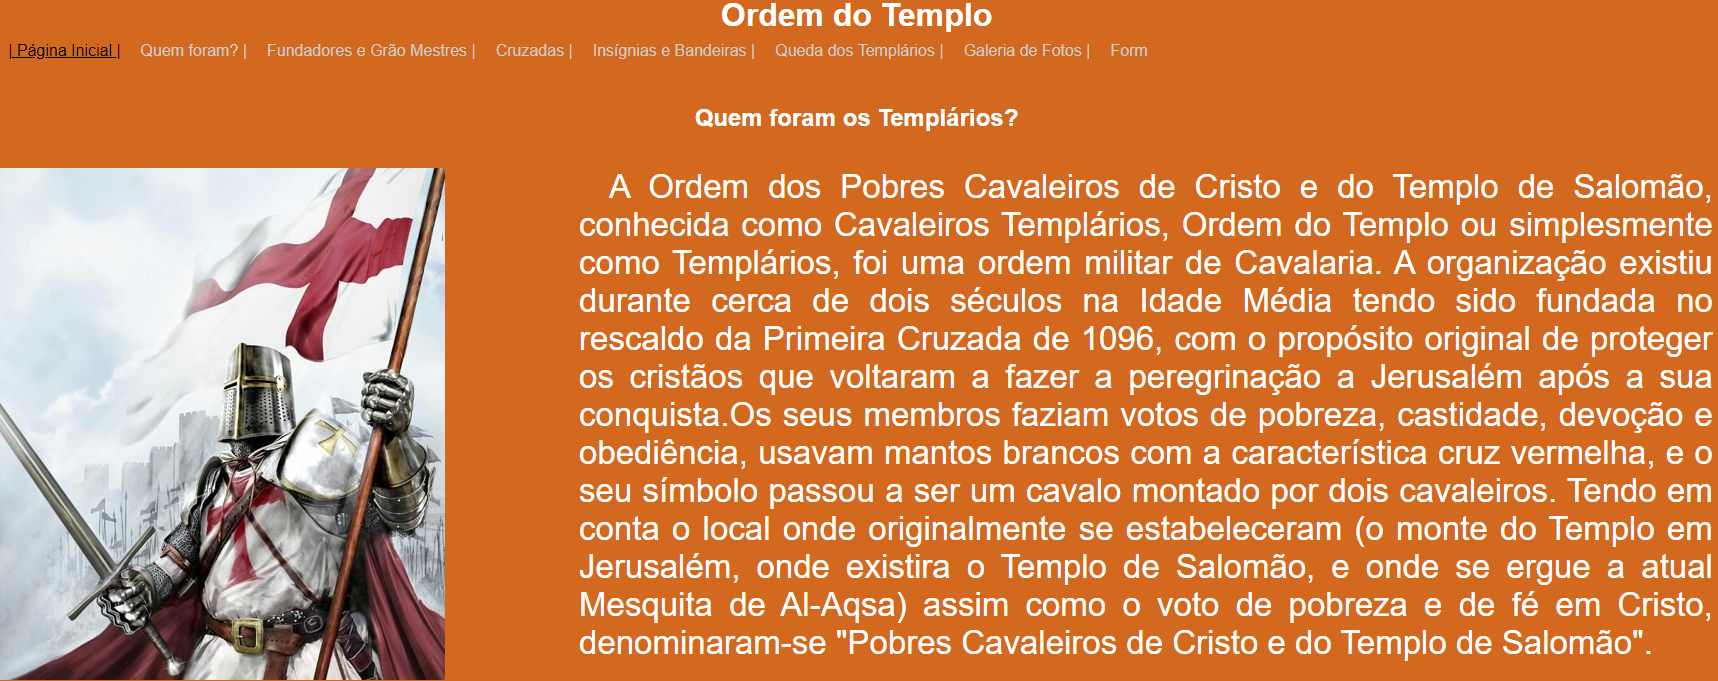 Ordem do Templo
| Página Inicial | Quem foram? | Fundadores e Grão Mestres | Cruzadas | Insígnias e Bandeiras | Queda dos Templários | Galeria de Fotos | Form
Quem foram os Templários?
A Ordem dos Pobres Cavaleiros de Cristo e do Templo de Salomão,
conhecida como Cavaleiros Templários, Ordem do Templo ou simplesmente
como Templários, foi uma ordem militar de Cavalaria. A organização existiu
durante cerca de dois séculos na Idade Média tendo sido fundada no
rescaldo da Primeira Cruzada de 1096, com o propósito original de proteger
os cristãos que voltaram a fazer a peregrinação a Jerusalém após a sua
conquista.Os seus membros faziam votos de pobreza, castidade, devoção e
obediência, usavam mantos brancos com a característica cruz vermelha, e o
seu símbolo passou a ser um cavalo montado por dois cavaleiros. Tendo em
conta o local onde originalmente se estabeleceram (o monte do Templo em
Jerusalém, onde existira o Templo de Salomão, e onde se ergue a atual
Mesquita de Al-Aqsa) assim como o voto de pobreza e de fé em Cristo,
denominaram-se "Pobres Cavaleiros de Cristo e do Templo de Salomão".